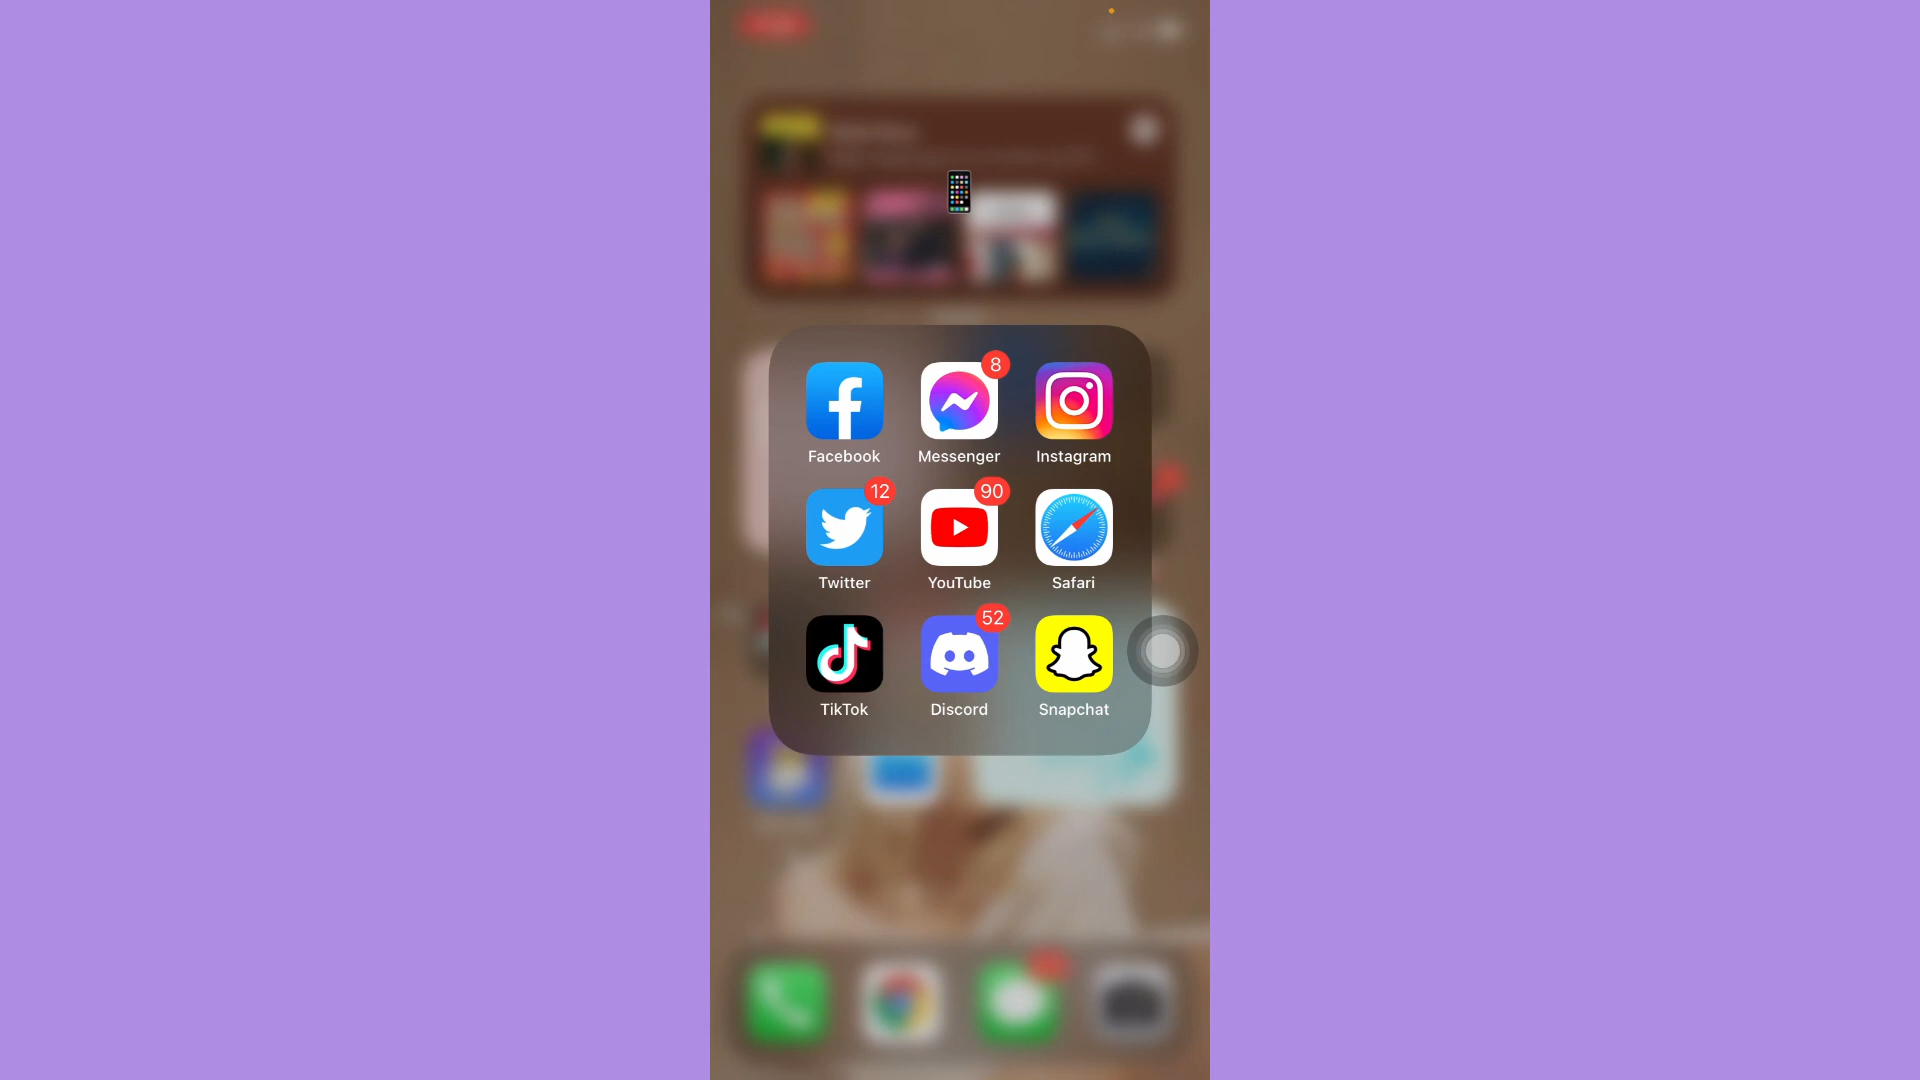 8
Facebook Messenger Instagram
12 90
Twitter YouTube Safari
52
TikTok Discord Snapchat